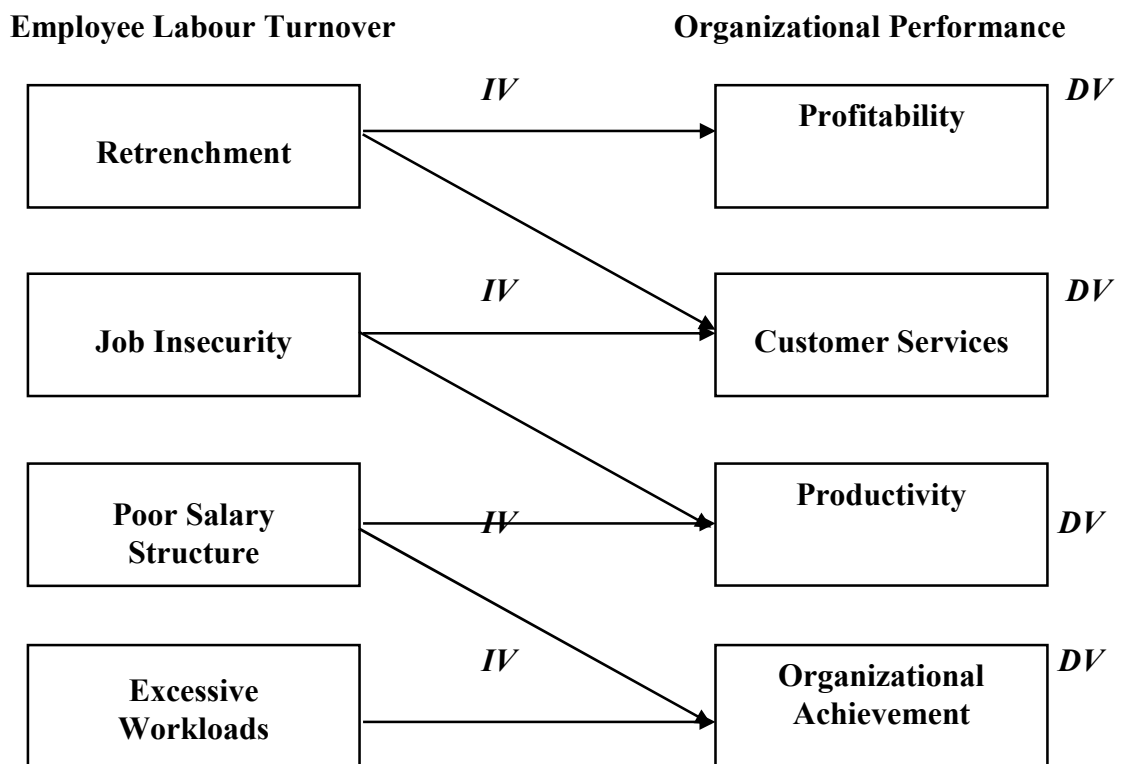 Employee Labour Turnover
Organizational Performance
IV
DV
Retrenchment
Profitability
IV
DV
Job Insecurity
Customer Services
Poor Salary
Structure
IV
Productivity
DV
Excessive
Workloads
IV
Organizational
Achievement
DV